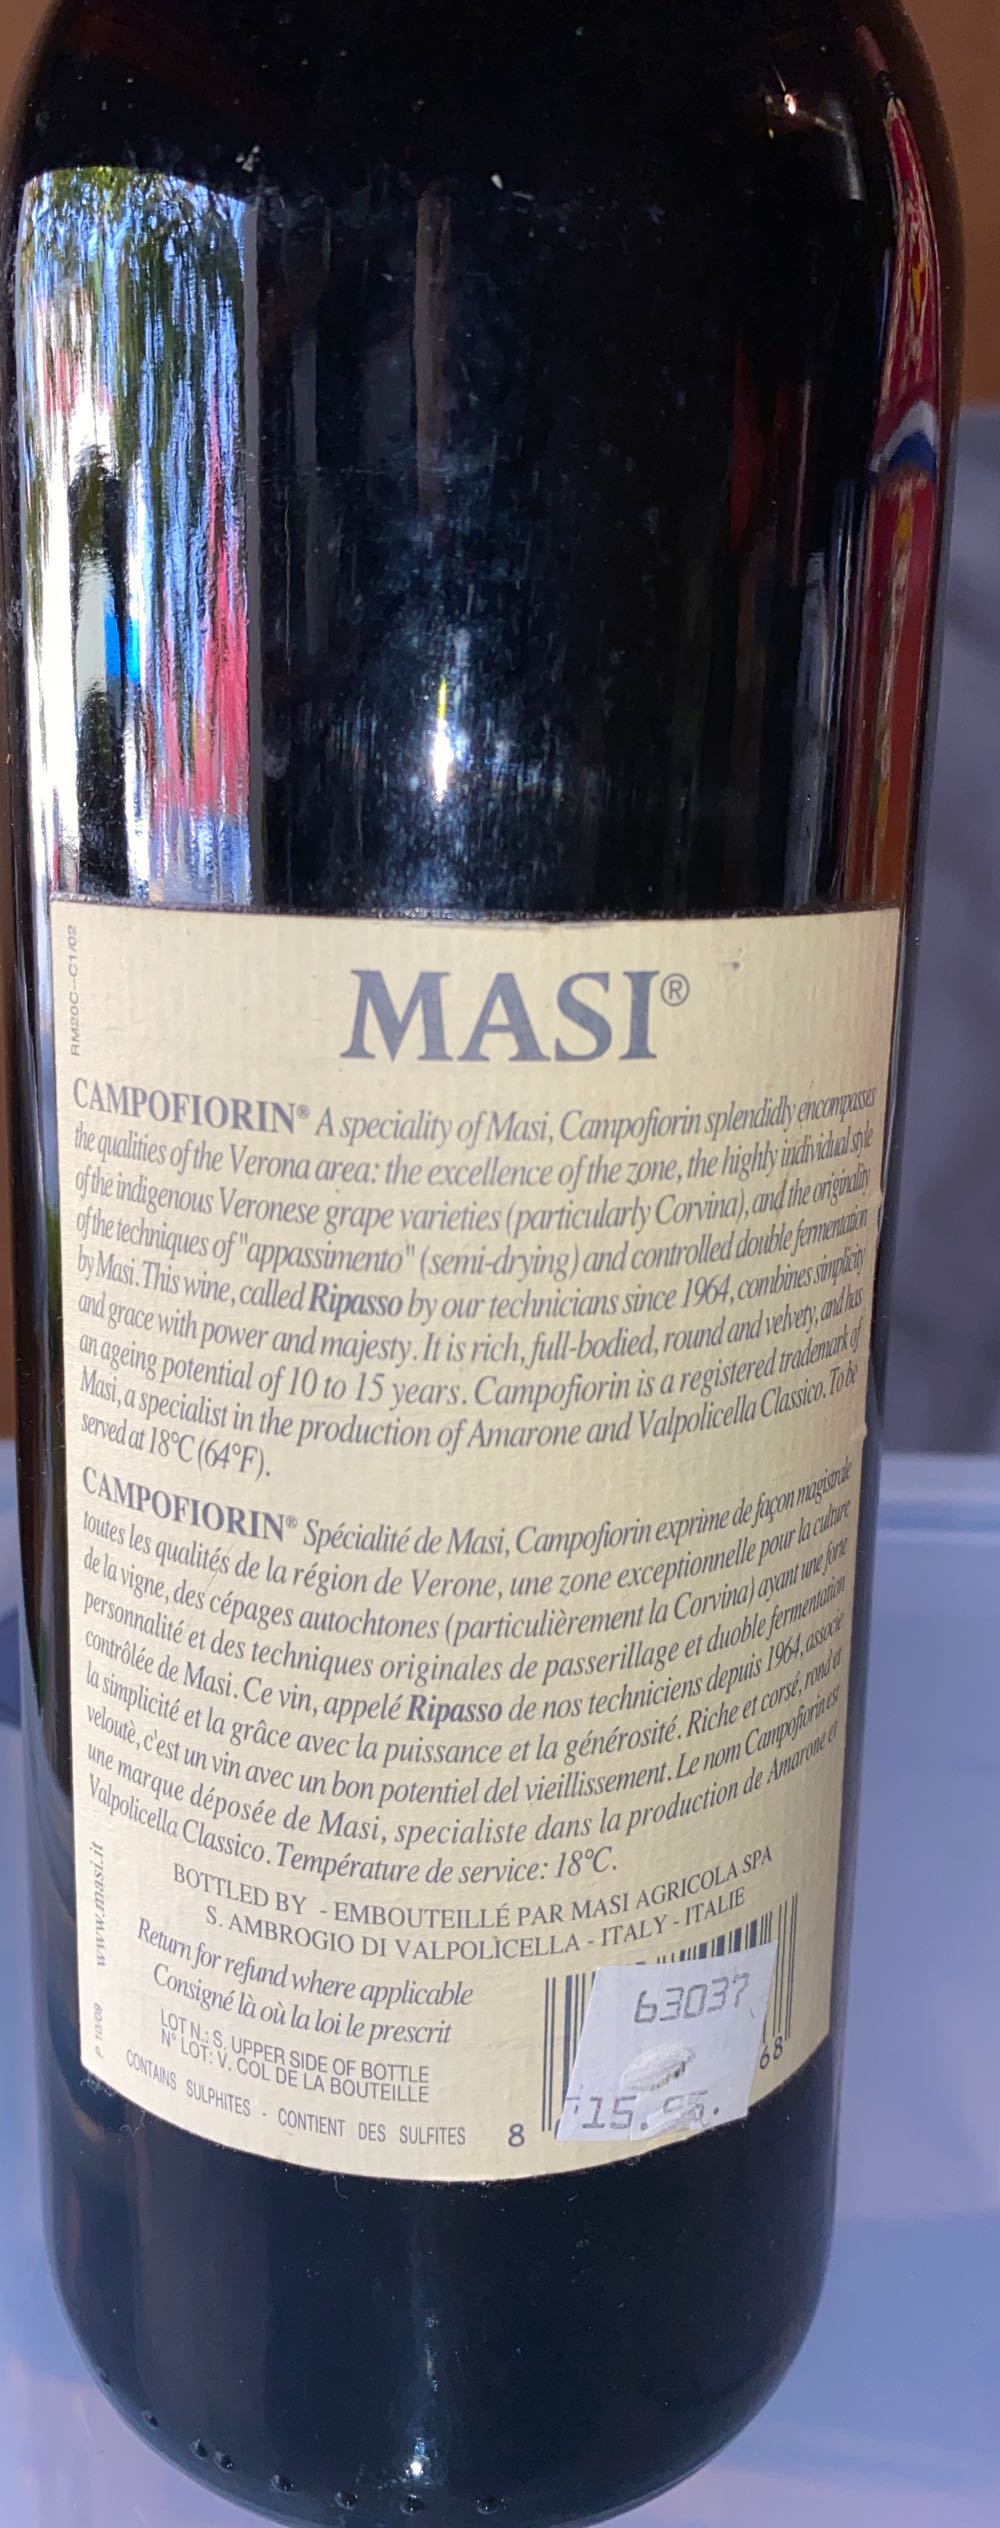 RM20C--C1/02
MASI®
CAMPOFIORIN® A speciality of Masi, Campofiorin splendidly encompasses
the qualities of the Verona area: the excellence of the zone, the highly individual style
of the indigenous Veronese grape varieties (particularly Corvina), and the originality
of the techniques of "appassimento" (semi-drying) and controlled double fermentation
by Masi. This wine, called Ripasso by our technicians since 1964, combines simplicity
and grace with power and majesty. It is rich, full-bodied, round and velvety, and has
an ageing potential of 10 to 15 years. Campofiorin is a registered trademark of
Masi, a specialist in the production of Amarone and Valpolicella Classico. To be
served at 18°C (64°F).
CAMPOFIORIN® Spécialité de Masi, Campofiorin exprime de façon magistrale
toutes les qualités de la région de Verone, une zone exceptionnelle pour la culture
de la vigne, des cépages autochtones (particulièrement la Corvina) ayant une forte
personnalité et des techniques originales de passerillage et duoble fermentation
contrôlée de Masi. Ce vin, appelé Ripasso de nos techniciens depuis 1964, associe
la simplicité et la grâce avec la puissance et la générosité. Riche et corsé, rond et
veloutè, c'est un vin avec un bon potentiel del vieillissement. Le nom Campofiorin est
une marque déposée de Masi, specialiste dans la production de Amarone et
Valpolicella Classico. Température de service: 18°C.
BOTTLED BY - EMBOUTEILLÉ PAR MASI AGRICOLA SPA
S. AMBROGIO DI VALPOLICELLA - ITALY - ITALIE
Return for refund where applicable
Consigné là où la loi le prescrit
LOT N.: S. UPPER SIDE OF BOTTLE
N° LOT: V. COL DE LA BOUTEILLE
CONTAINS SULPHITES - CONTIENT DES SULFITES
www.masi.it
P 10/09
63037
8
68